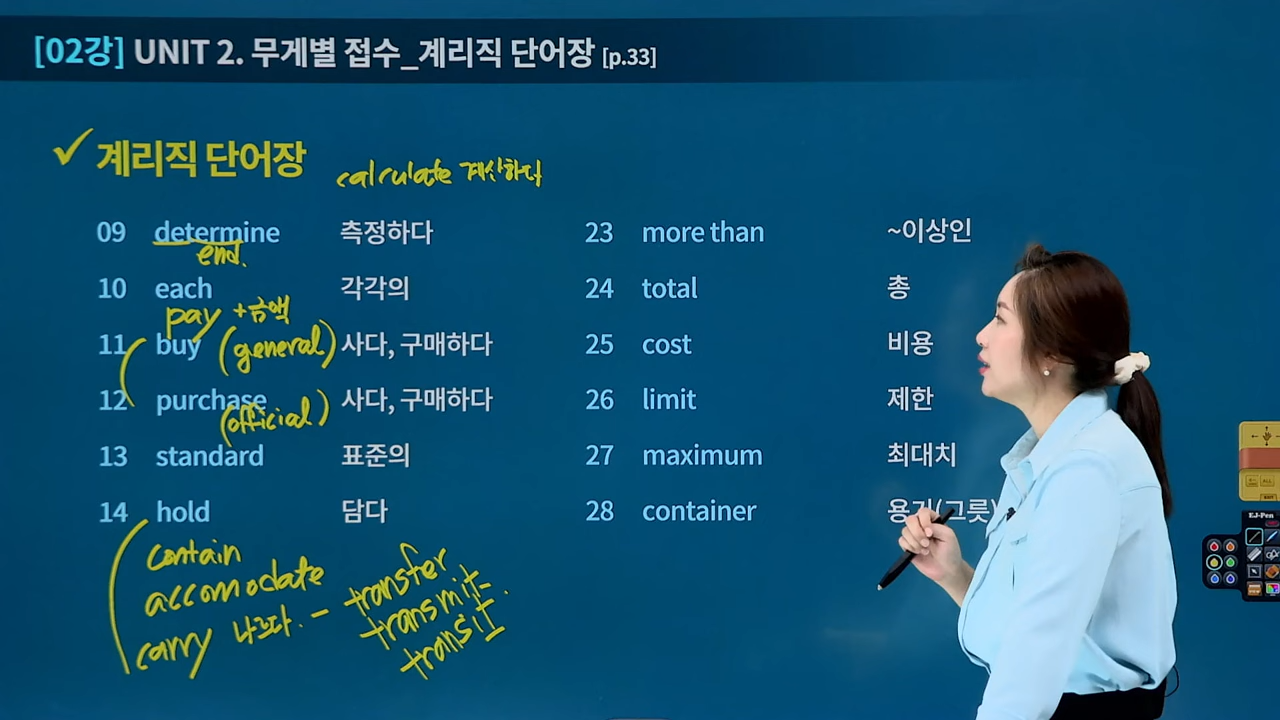 [02강] UNIT 2. 무게별 접수_계리직 단어장 [p.33]
계리직 단어장
calculate 계산하다
09 determine 측정하다
end.
10 each 각각의
pay +금액
11 buy (general) 사다, 구매하다
12 purchase 사다, 구매하다
(official)
13 standard 표준의
14 hold 담다
contain
accomodate
carry 나르다. - transfer
transmit.
transit
23 more than ~이상인
24 total 총
25 cost 비용
26 limit 제한
27 maximum 최대치
28 container 용기(그릇)
EJ-Pen